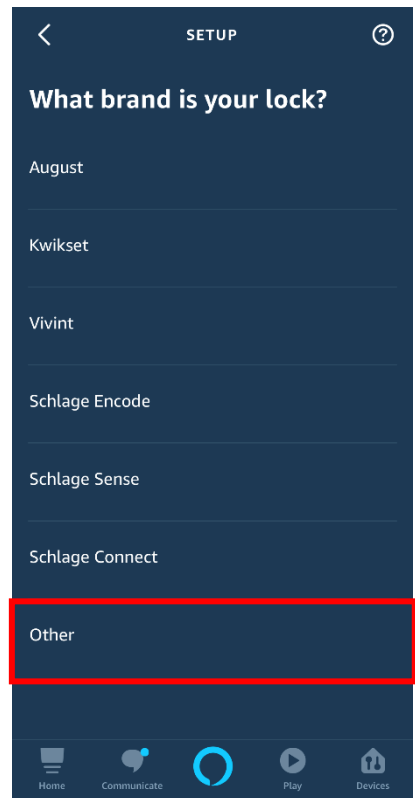 SETUP
What brand is your lock?
August
Kwikset
Vivint
Schlage Encode
Schlage Sense
Schlage Connect
Other
Home Communicate Play Devices